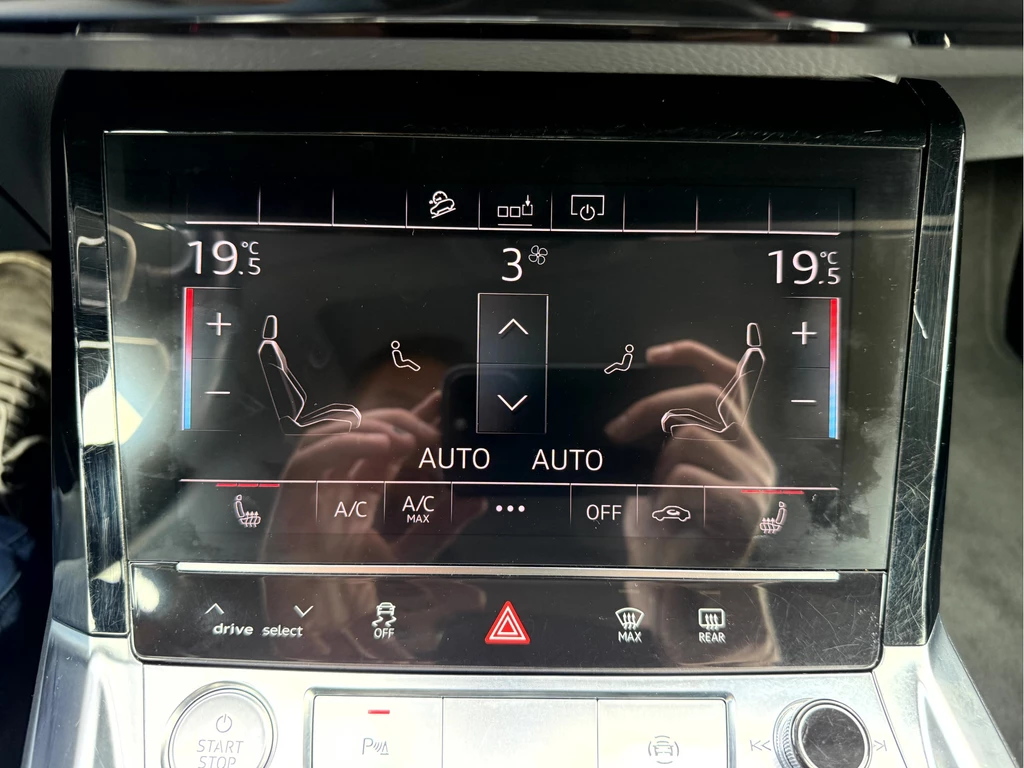 19.5 °C 3 19.5 °C
+ +
− −
AUTO AUTO
A/C A/C MAX ••• OFF
drive select OFF MAX REAR
START
STOP
P